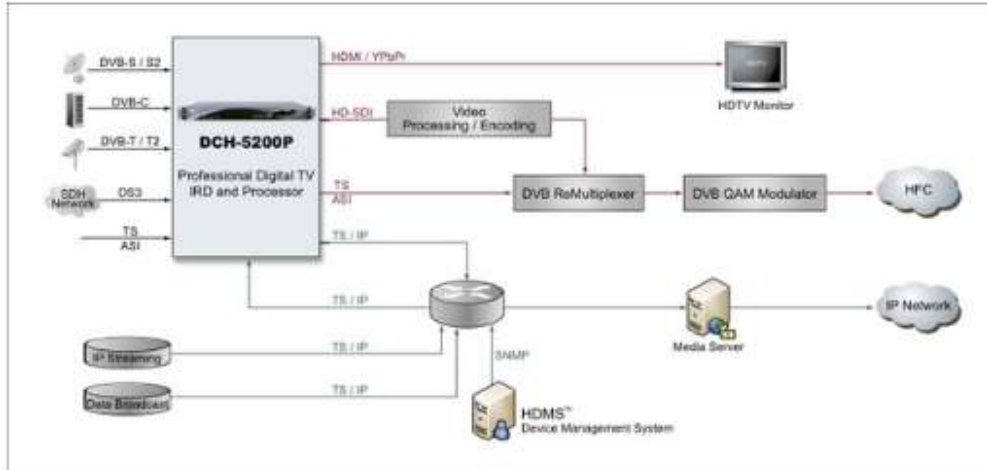 DVB-S / S2
DVB-C
DVB-T / T2
SDH
Network
DS3
TS
ASI
DCH-5200P
Professional Digital TV
IRD and Processor
HDMI / YPbPr
HDTV Monitor
HD-SDI
Video
Processing / Encoding
TS
ASI
DVB ReMultiplexer
DVB QAM Modulator
HFC
TS / IP
TS / IP
Media Server
IP Network
IP Streaming
TS / IP
Data Broadcast
TS / IP
SNMP
HDMS™
Device Management System